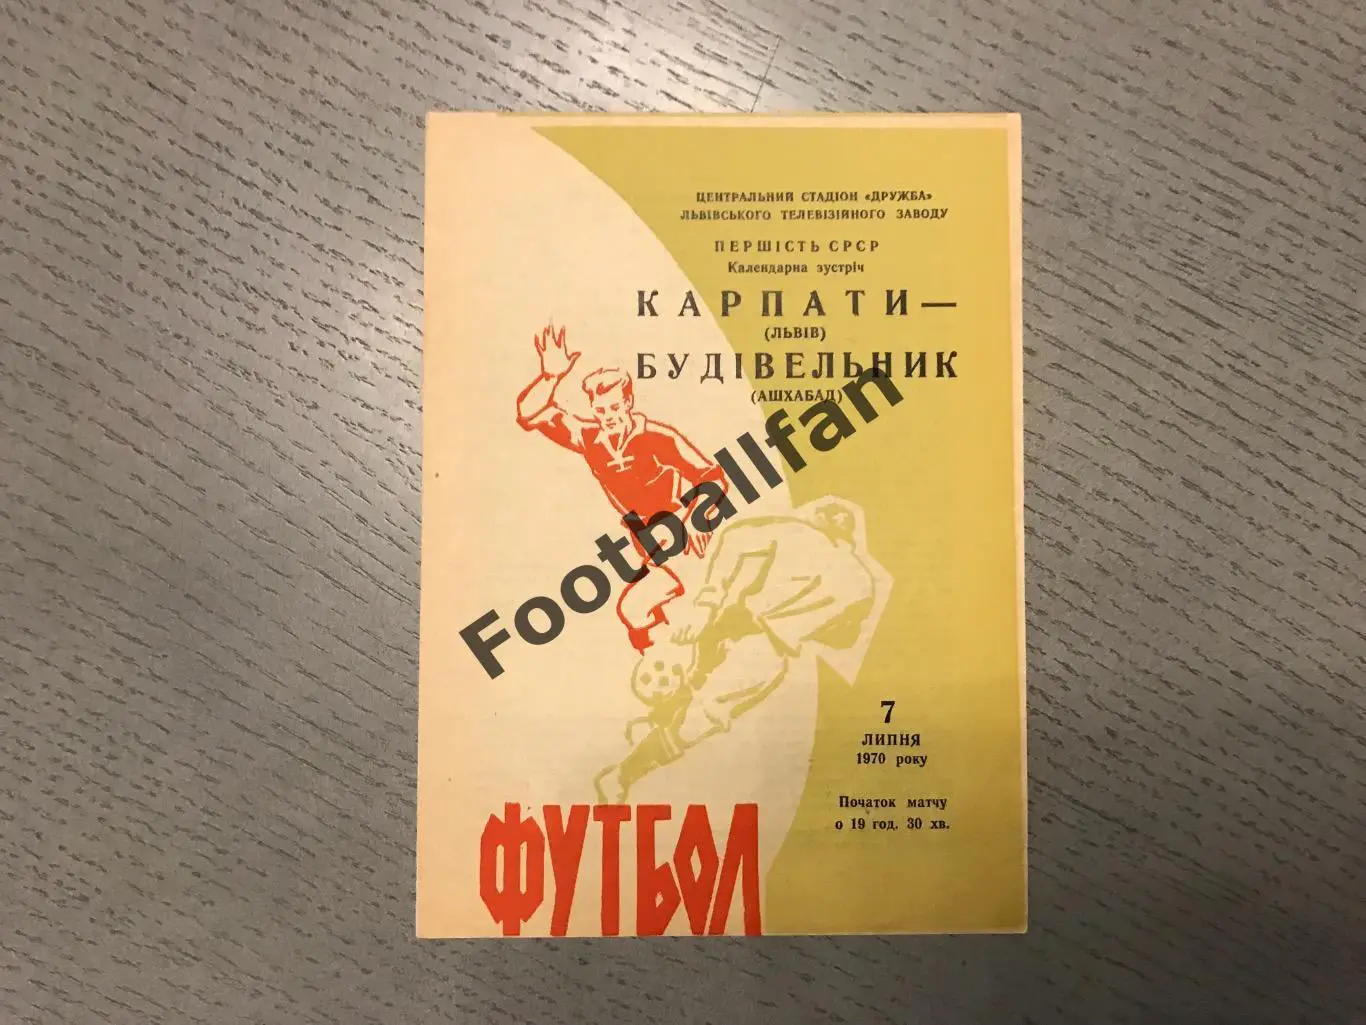 ЦЕНТРАЛЬНИЙ СТАДІОН «ДРУЖБА»
ЛЬВІВСЬКОГО ТЕЛЕВІЗІЙНОГО ЗАВОДУ
ПЕРШІСТЬ СРСР
Календарна зустріч
КАРПАТИ—
(ЛЬВІВ)
БУДІВЕЛЬНИК
(АШХАБАД)
Footballfan
7
ЛИПНЯ
1970 року
Початок матчу
о 19 год. 30 хв.
ФУТБОЛ